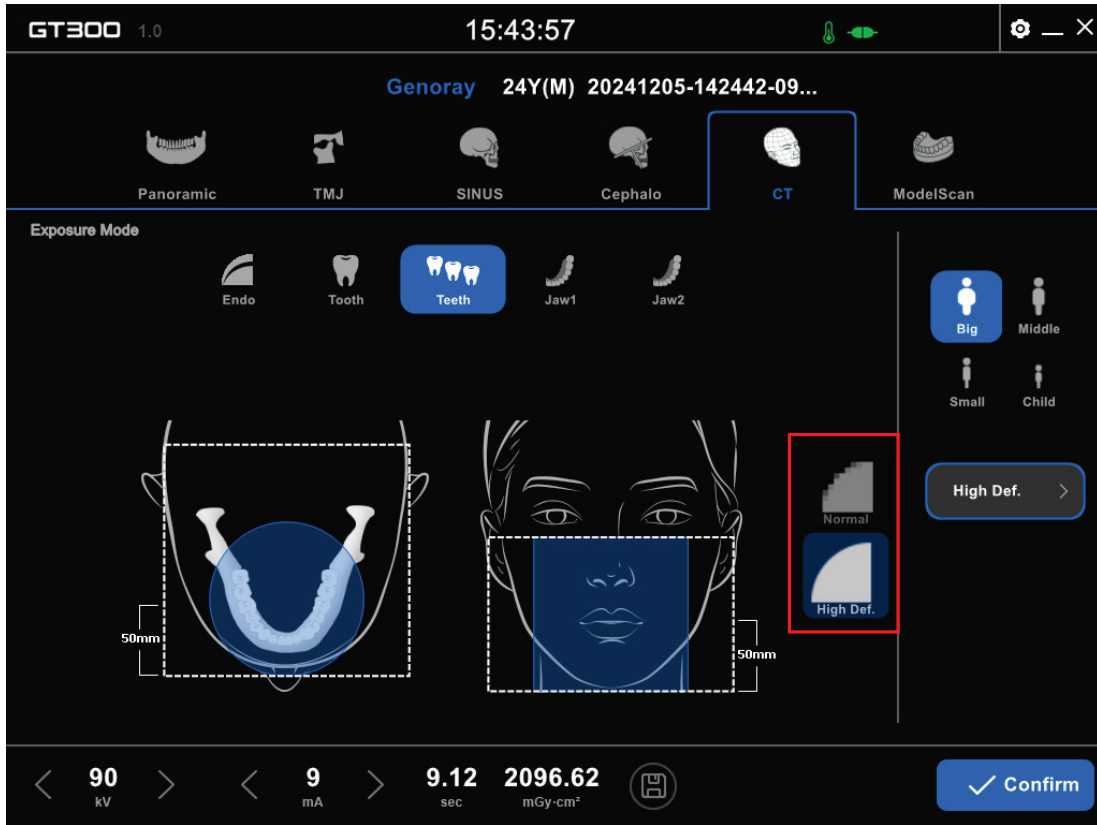 GT300 1.0
15:43:57
Genoray 24Y(M) 20241205-142442-09...
Panoramic
TMJ
SINUS
Cephalo
CT
ModelScan
Exposure Mode
Endo
Tooth
Teeth
Jaw1
Jaw2
Big
Middle
Small
Child
Normal
High Def.
High Def.
50mm
50mm
90
kV
9
mA
9.12
sec
2096.62
mGy·cm²
Confirm